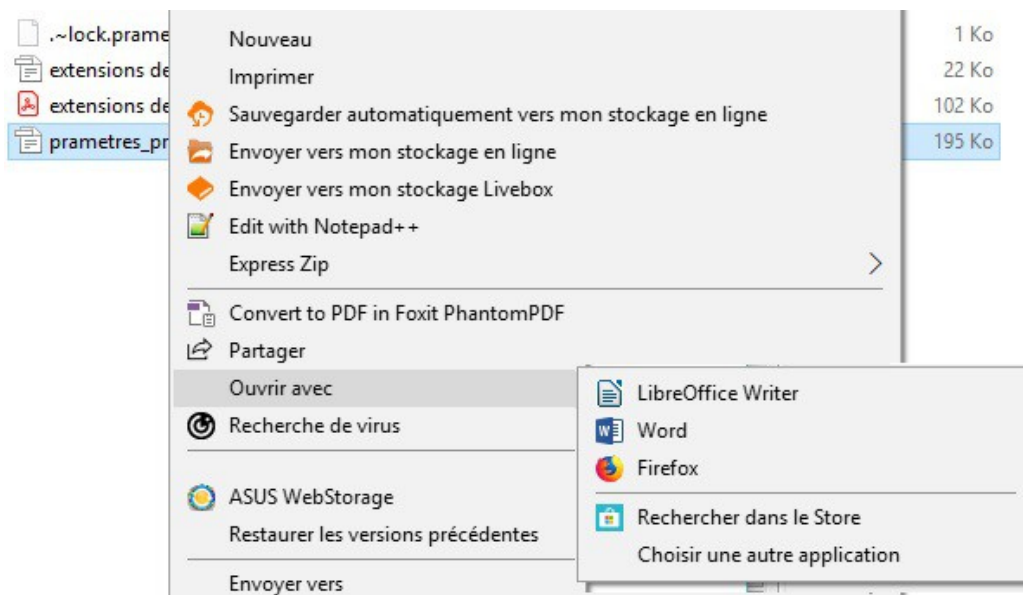 .~lock.prame
1 Ko
extensions de
22 Ko
extensions de
102 Ko
prametres_pr
195 Ko
Nouveau
Imprimer
Sauvegarder automatiquement vers mon stockage en ligne
Envoyer vers mon stockage en ligne
Envoyer vers mon stockage Livebox
Edit with Notepad++
Express Zip
Convert to PDF in Foxit PhantomPDF
Partager
Ouvrir avec
Recherche de virus
ASUS WebStorage
Restaurer les versions précédentes
Envoyer vers
LibreOffice Writer
Word
Firefox
Rechercher dans le Store
Choisir une autre application